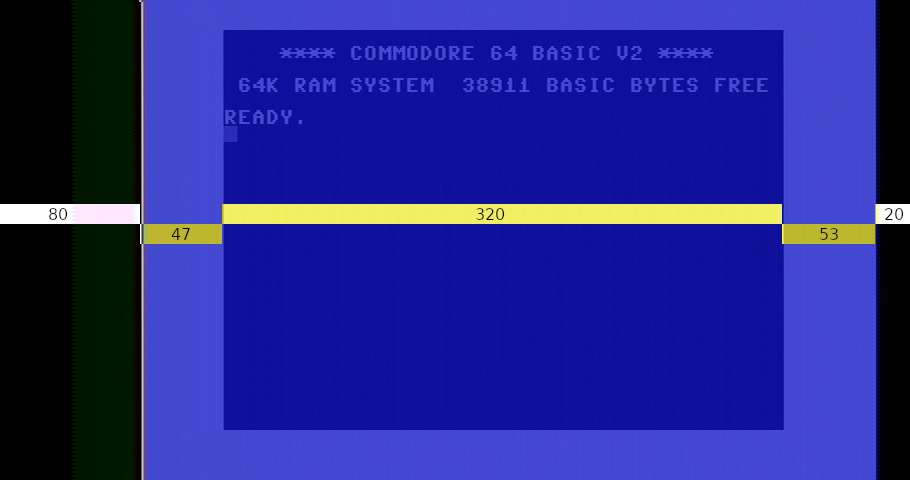 **** COMMODORE 64 BASIC V2 ****
64K RAM SYSTEM  38911 BASIC BYTES FREE
READY.
80
320
20
47
53